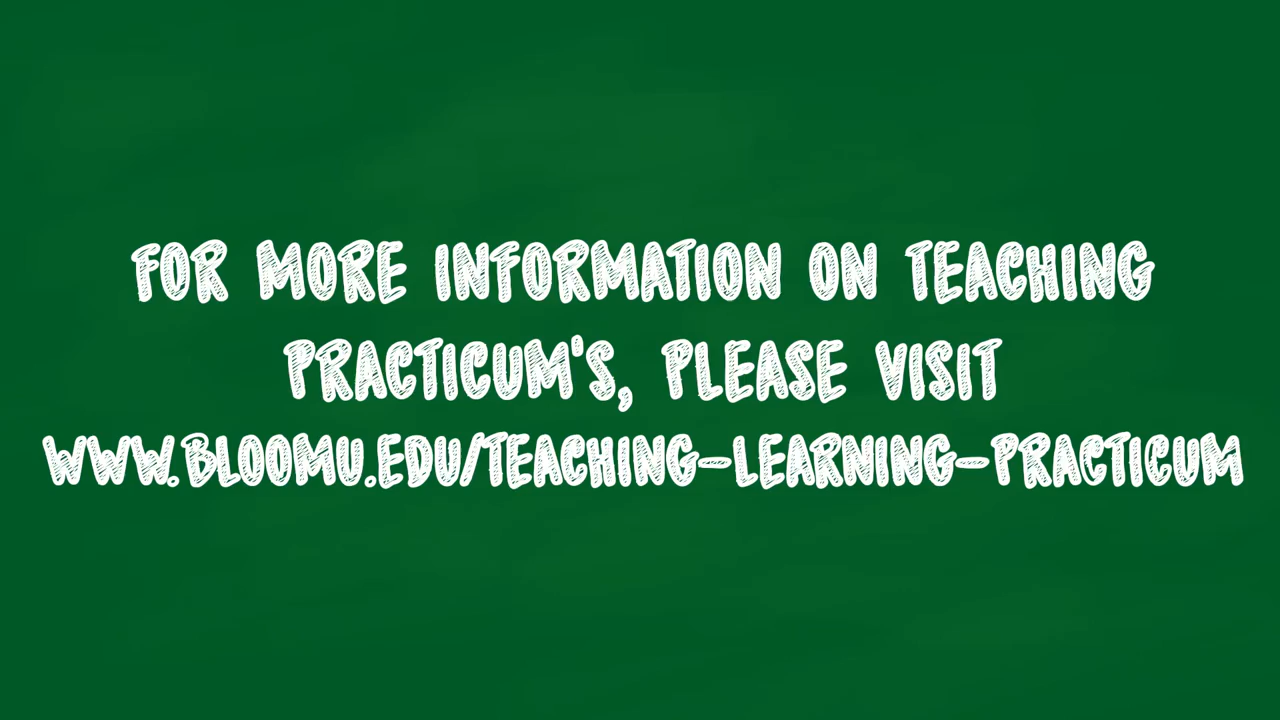 FOR MORE INFORMATION ON TEACHING
PRACTICUM'S, PLEASE VISIT
WWW.BLOOMU.EDU/TEACHING-LEARNING-PRACTICUM